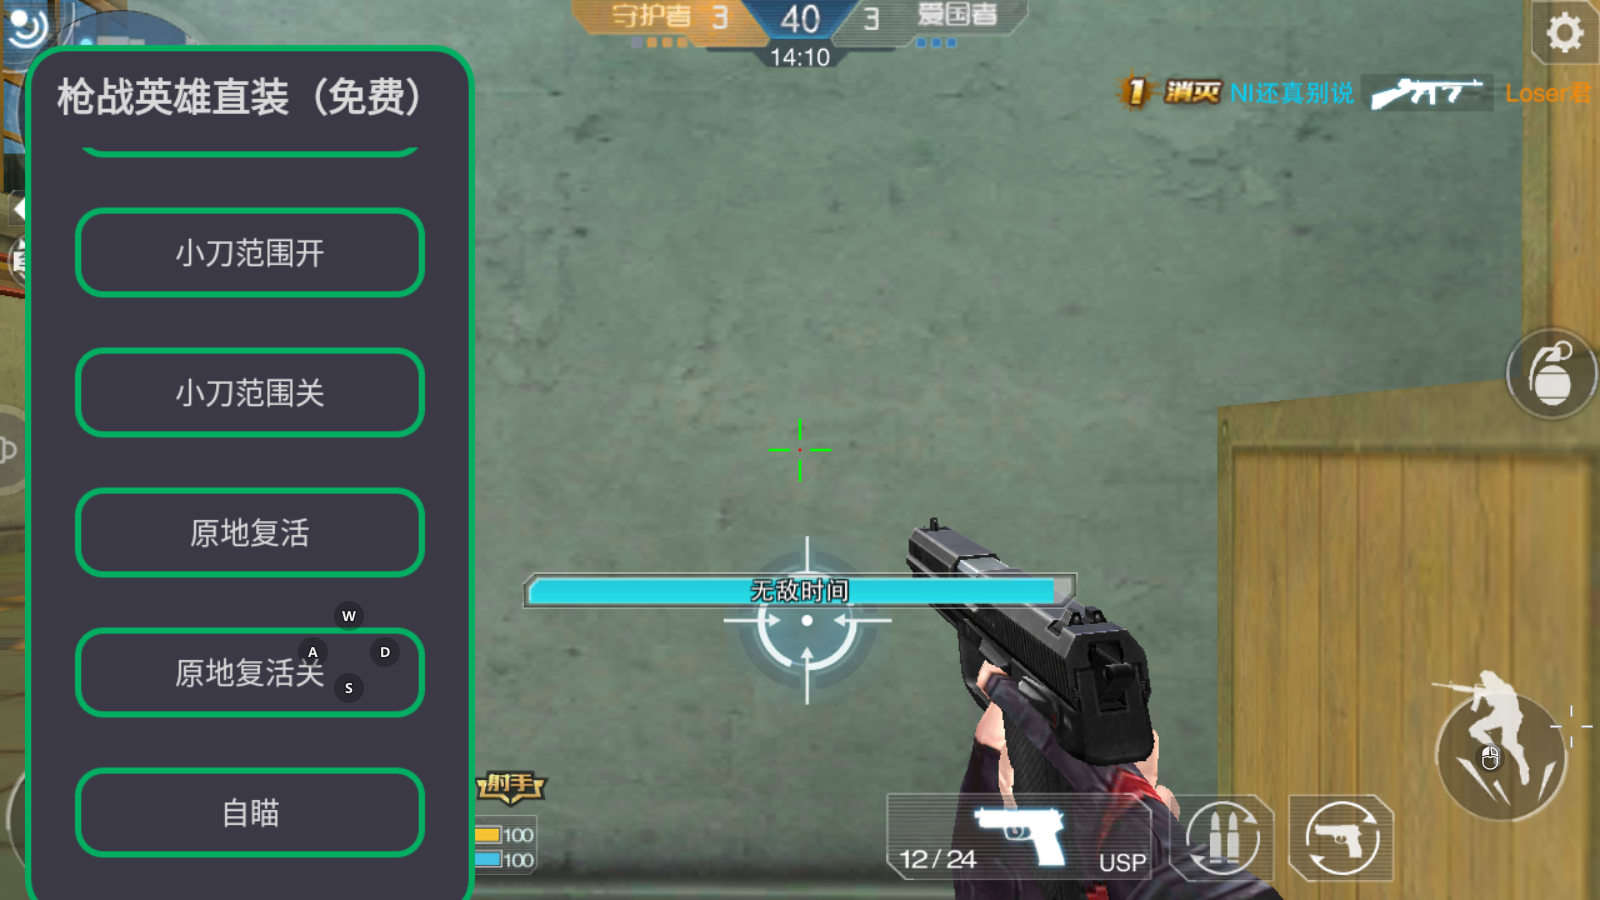 守护者 3 40 3 爱国者
14:10
1 消灭 NI还真别说 Loser君
枪战英雄直装（免费）
小刀范围开
小刀范围关
原地复活
原地复活关
自瞄
W
A
D
S
无敌时间
射手
100
100
12/24
USP